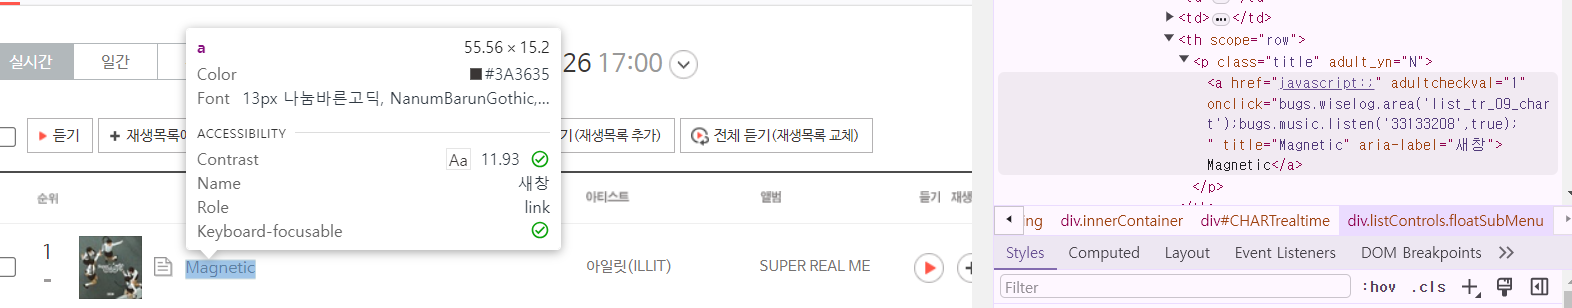 실시간
일간
26 17:00
듣기
재생목록에
기(재생목록 추가)
전체 듣기(재생목록 교체)
a
55.56 × 15.2
Color
#3A3635
Font
13px 나눔바른고딕, NanumBarunGothic,...
ACCESSIBILITY
Contrast
Aa 11.93
Name
새창
Role
link
Keyboard-focusable
순위
아티스트
앨범
듣기
재생
1
Magnetic
아일릿(ILLIT)
SUPER REAL ME
<td>…</td>
<th scope="row">
<p class="title" adult_yn="N">
<a href="javascript:;" adultcheckval="1"
onclick="bugs.wiselog.area('list_tr_09_char
t');bugs.music.listen('33133208',true);
" title="Magnetic" aria-label="새창">
Magnetic</a>
</p>
ing
div.innerContainer
div#CHARTrealtime
div.listControls.floatSubMenu
Styles
Computed
Layout
Event Listeners
DOM Breakpoints
Filter
:hov
.cls